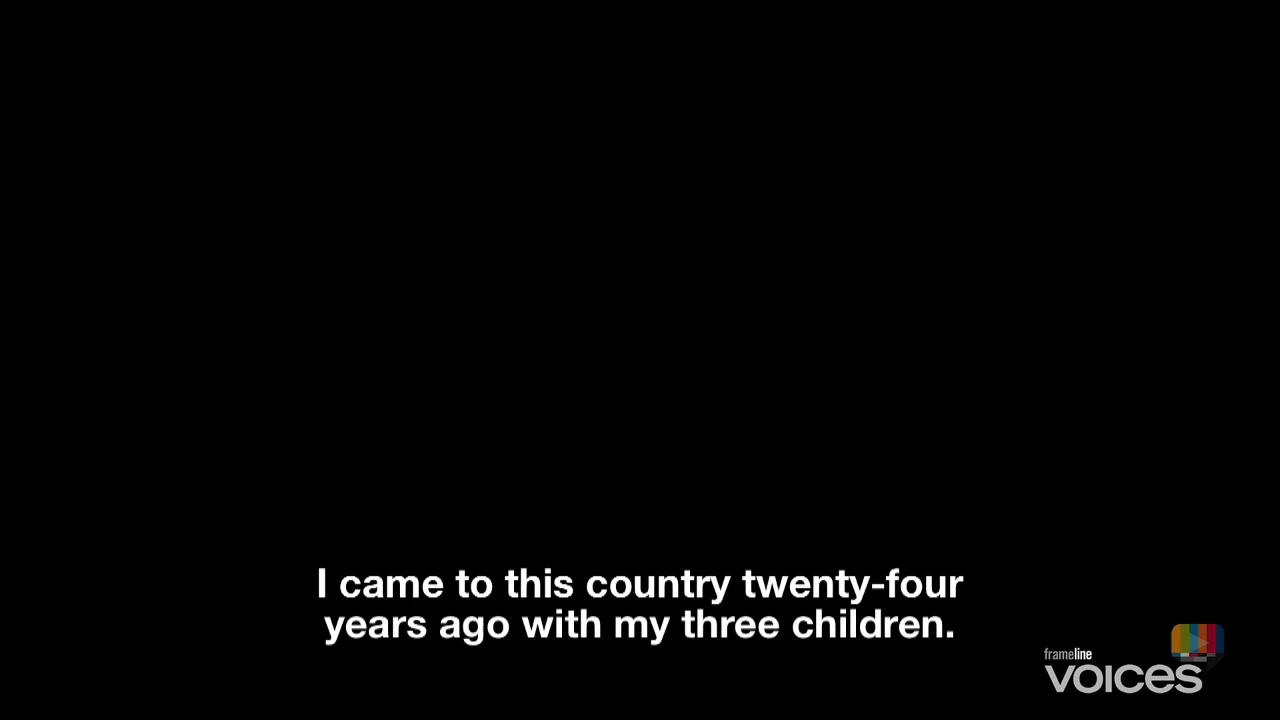 I came to this country twenty-four
years ago with my three children.
frameline
voices